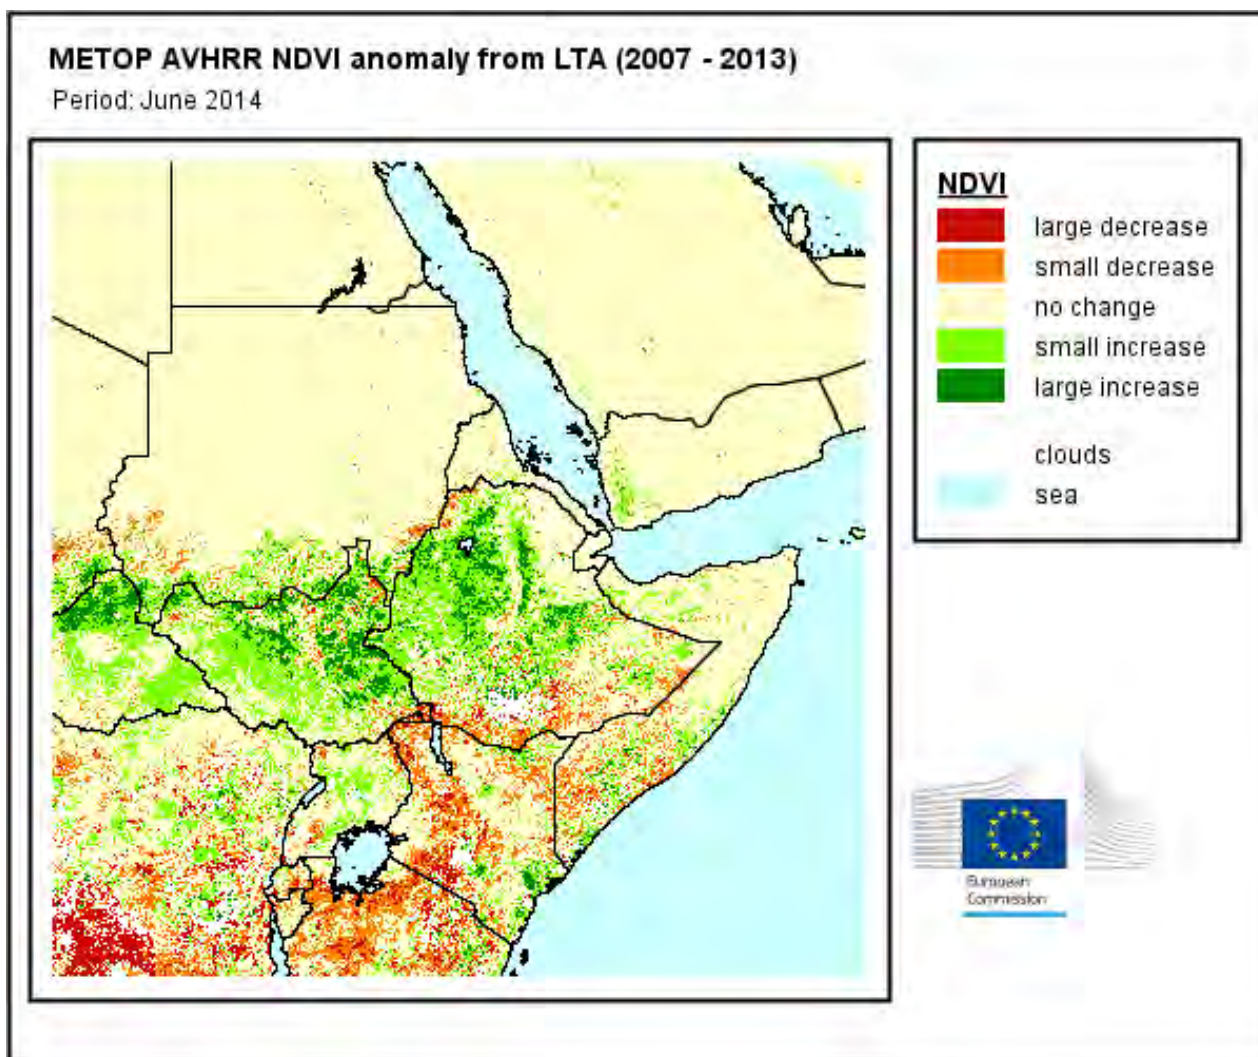 METOP AVHRR NDVI anomaly from LTA (2007 - 2013)
Period: June 2014
NDVI
large decrease
small decrease
no change
small increase
large increase
clouds
sea
European
Commission